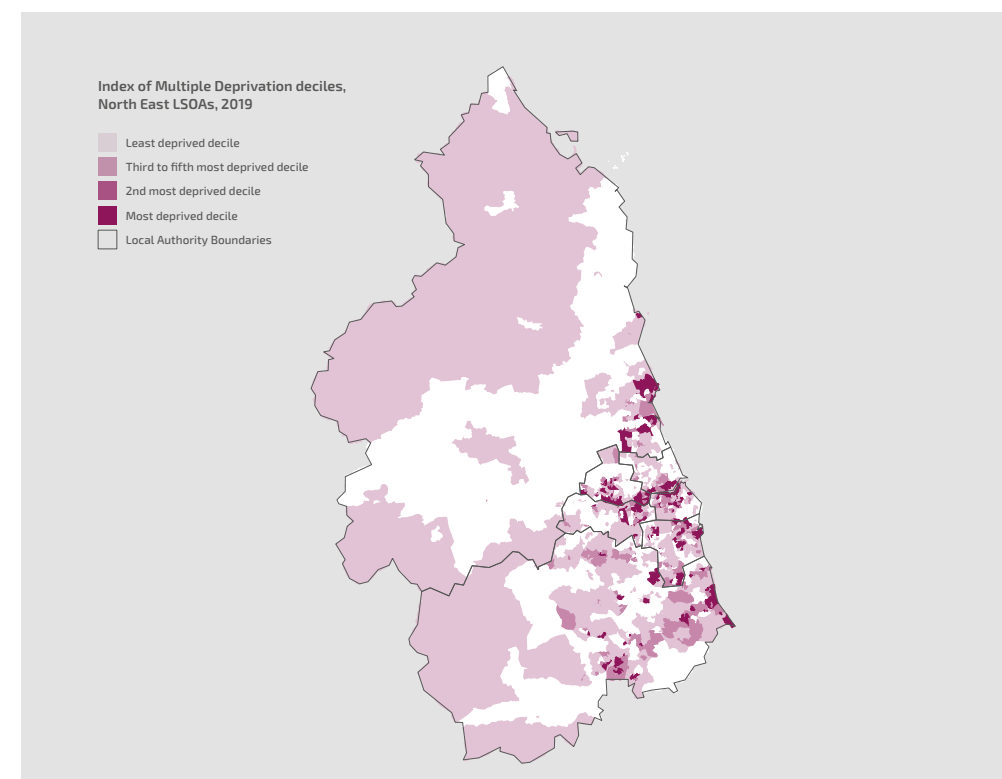 Index of Multiple Deprivation deciles,
North East LSOAs, 2019
Least deprived decile
Third to fifth most deprived decile
2nd most deprived decile
Most deprived decile
Local Authority Boundaries